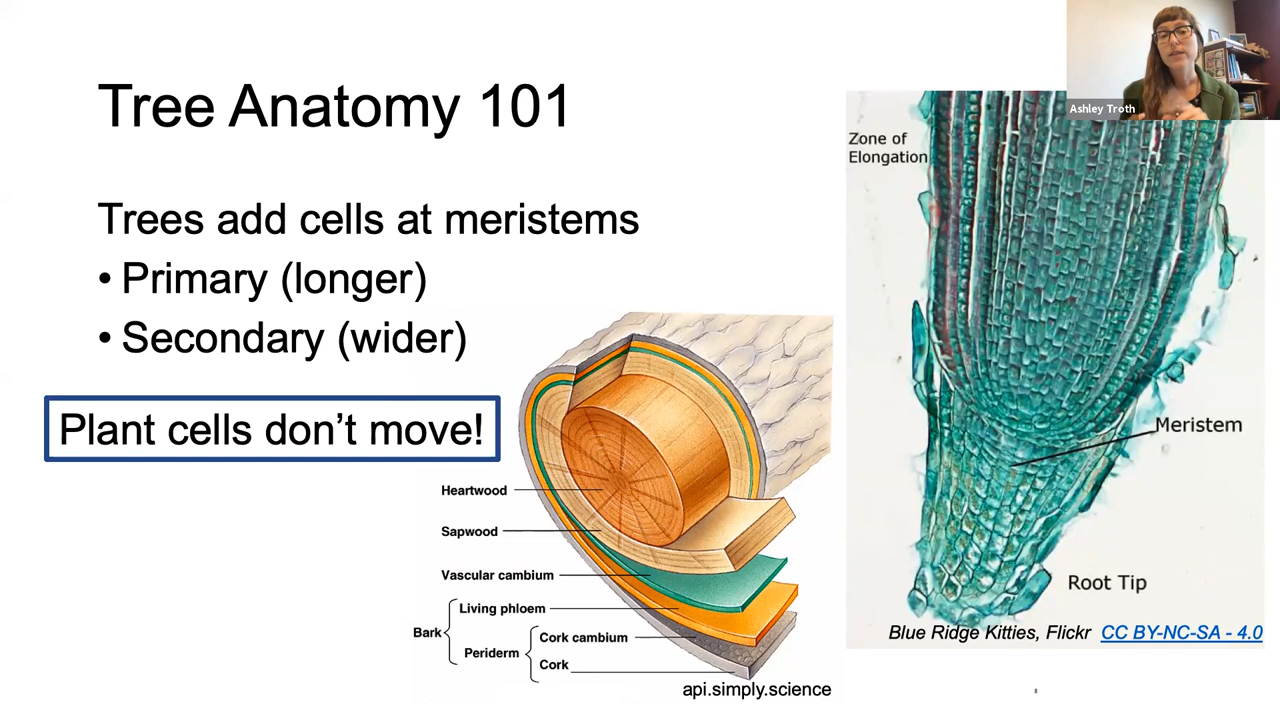 Ashley Troth
Tree Anatomy 101
Trees add cells at meristems
• Primary (longer)
• Secondary (wider)
Plant cells don’t move!
Heartwood
Sapwood
Vascular cambium
Living phloem
Bark
Cork cambium
Periderm
Cork
api.simply.science
Zone of
Elongation
Meristem
Root Tip
Blue Ridge Kitties, Flickr CC BY-NC-SA - 4.0